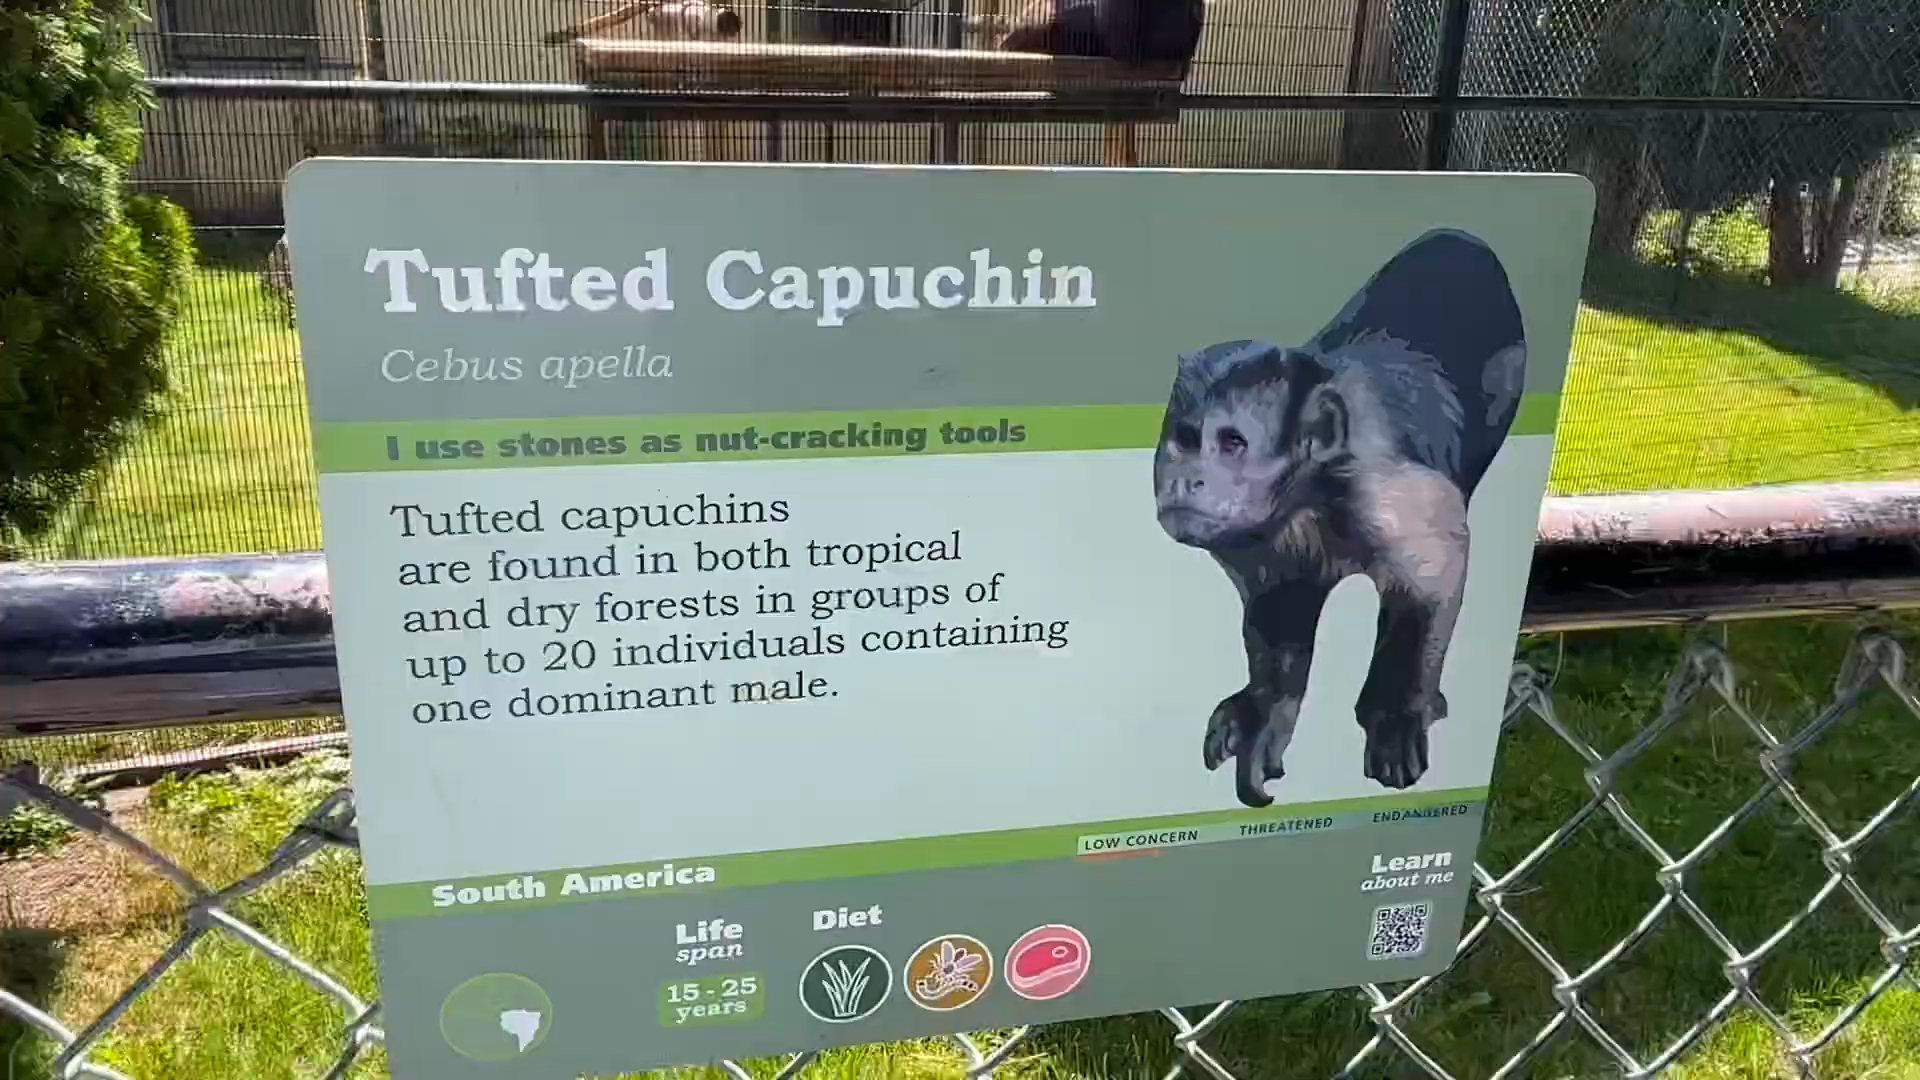 Tufted Capuchin
Cebus apella
I use stones as nut-cracking tools
Tufted capuchins
are found in both tropical
and dry forests in groups of
up to 20 individuals containing
one dominant male.
LOW CONCERN THREATENED ENDANGERED
South America
Learn
about me
Life
span
Diet
15 - 25
years